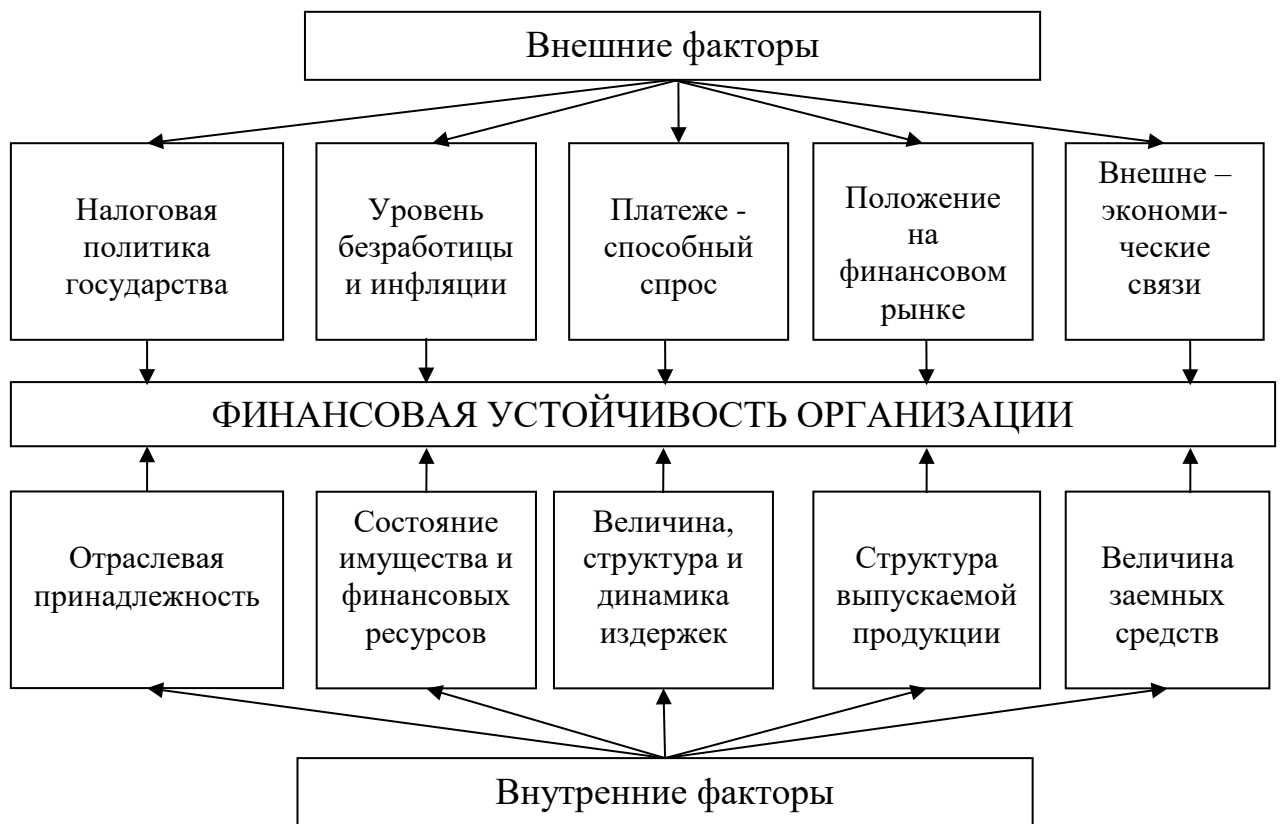 Внешние факторы
Налоговая
политика
государства
Уровень
безработицы
и инфляции
Платеже -
способный
спрос
Положение
на
финансовом
рынке
Внешне –
экономи-
ческие
связи
ФИНАНСОВАЯ УСТОЙЧИВОСТЬ ОРГАНИЗАЦИИ
Отраслевая
принадлежность
Состояние
имущества и
финансовых
ресурсов
Величина,
структура и
динамика
издержек
Структура
выпускаемой
продукции
Величина
заемных
средств
Внутренние факторы